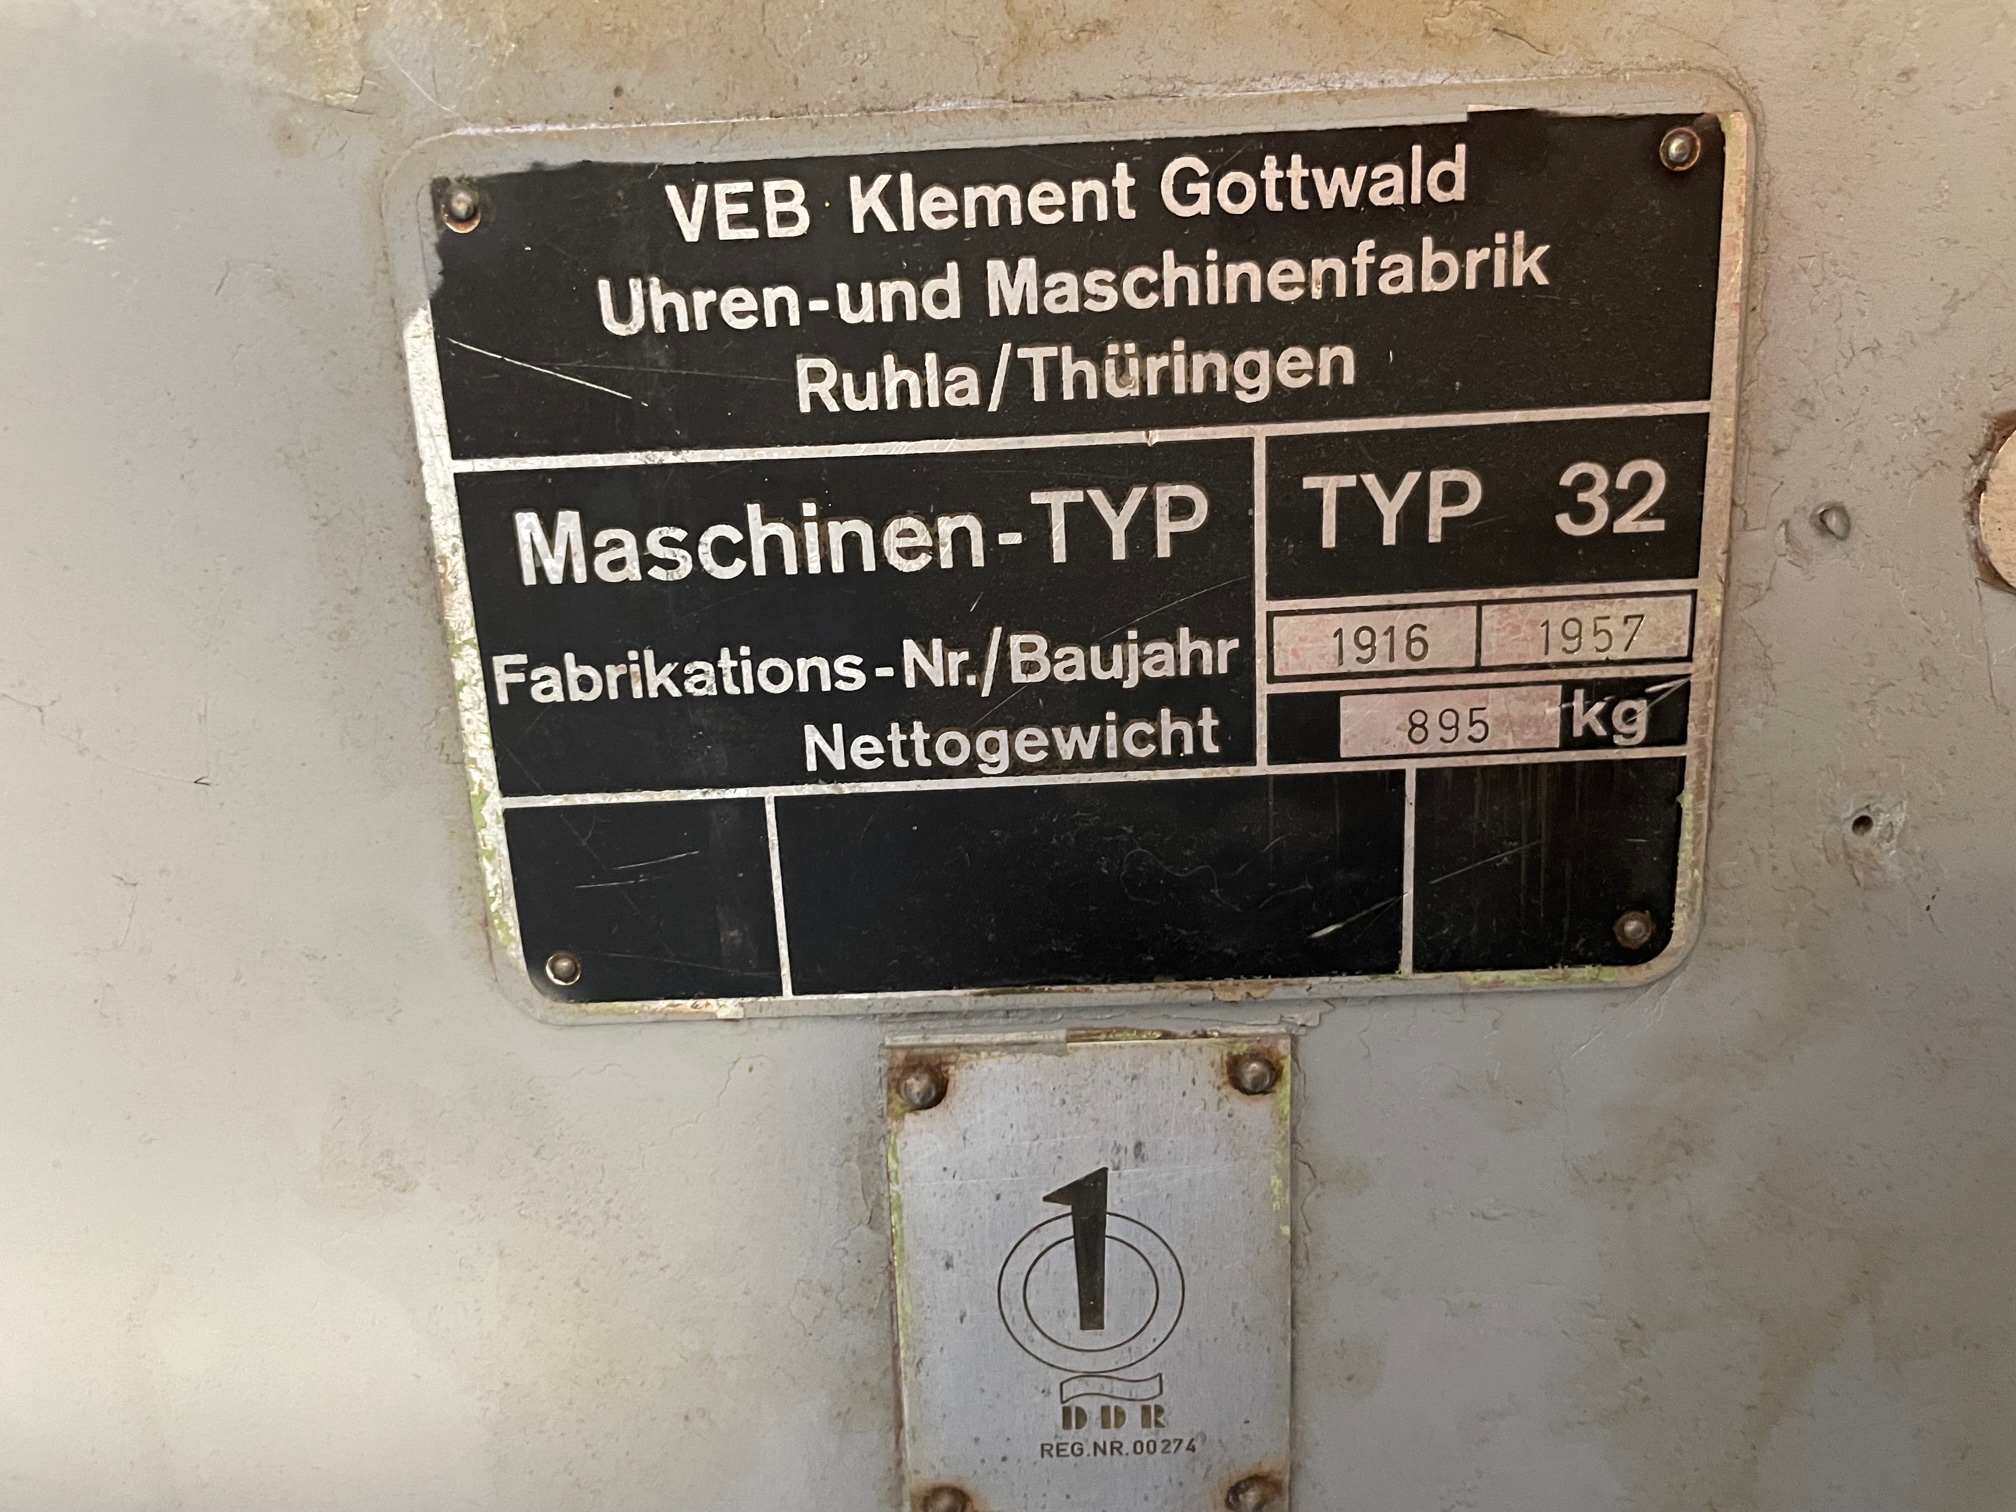 VEB Klement Gottwald
Uhren-und Maschinenfabrik
Ruhla/Thüringen
Maschinen-TYP TYP 32
Fabrikations-Nr./Baujahr 1916 1957
Nettogewicht 895 kg
1
DDR
REG.NR.00274